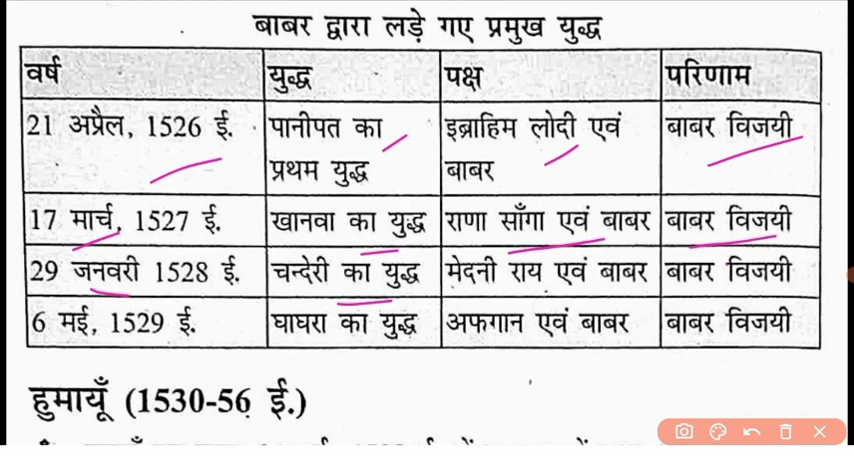 बाबर द्वारा लड़े गए प्रमुख युद्ध
वर्ष युद्ध पक्ष परिणाम
21 अप्रैल, 1526 ई. पानीपत का इब्राहिम लोदी एवं बाबर विजयी
प्रथम युद्ध बाबर
17 मार्च, 1527 ई. खानवा का युद्ध राणा साँगा एवं बाबर बाबर विजयी
29 जनवरी 1528 ई. चन्देरी का युद्ध मेदनी राय एवं बाबर बाबर विजयी
6 मई, 1529 ई. घाघरा का युद्ध अफगान एवं बाबर बाबर विजयी
हुमायूँ (1530-56 ई.)